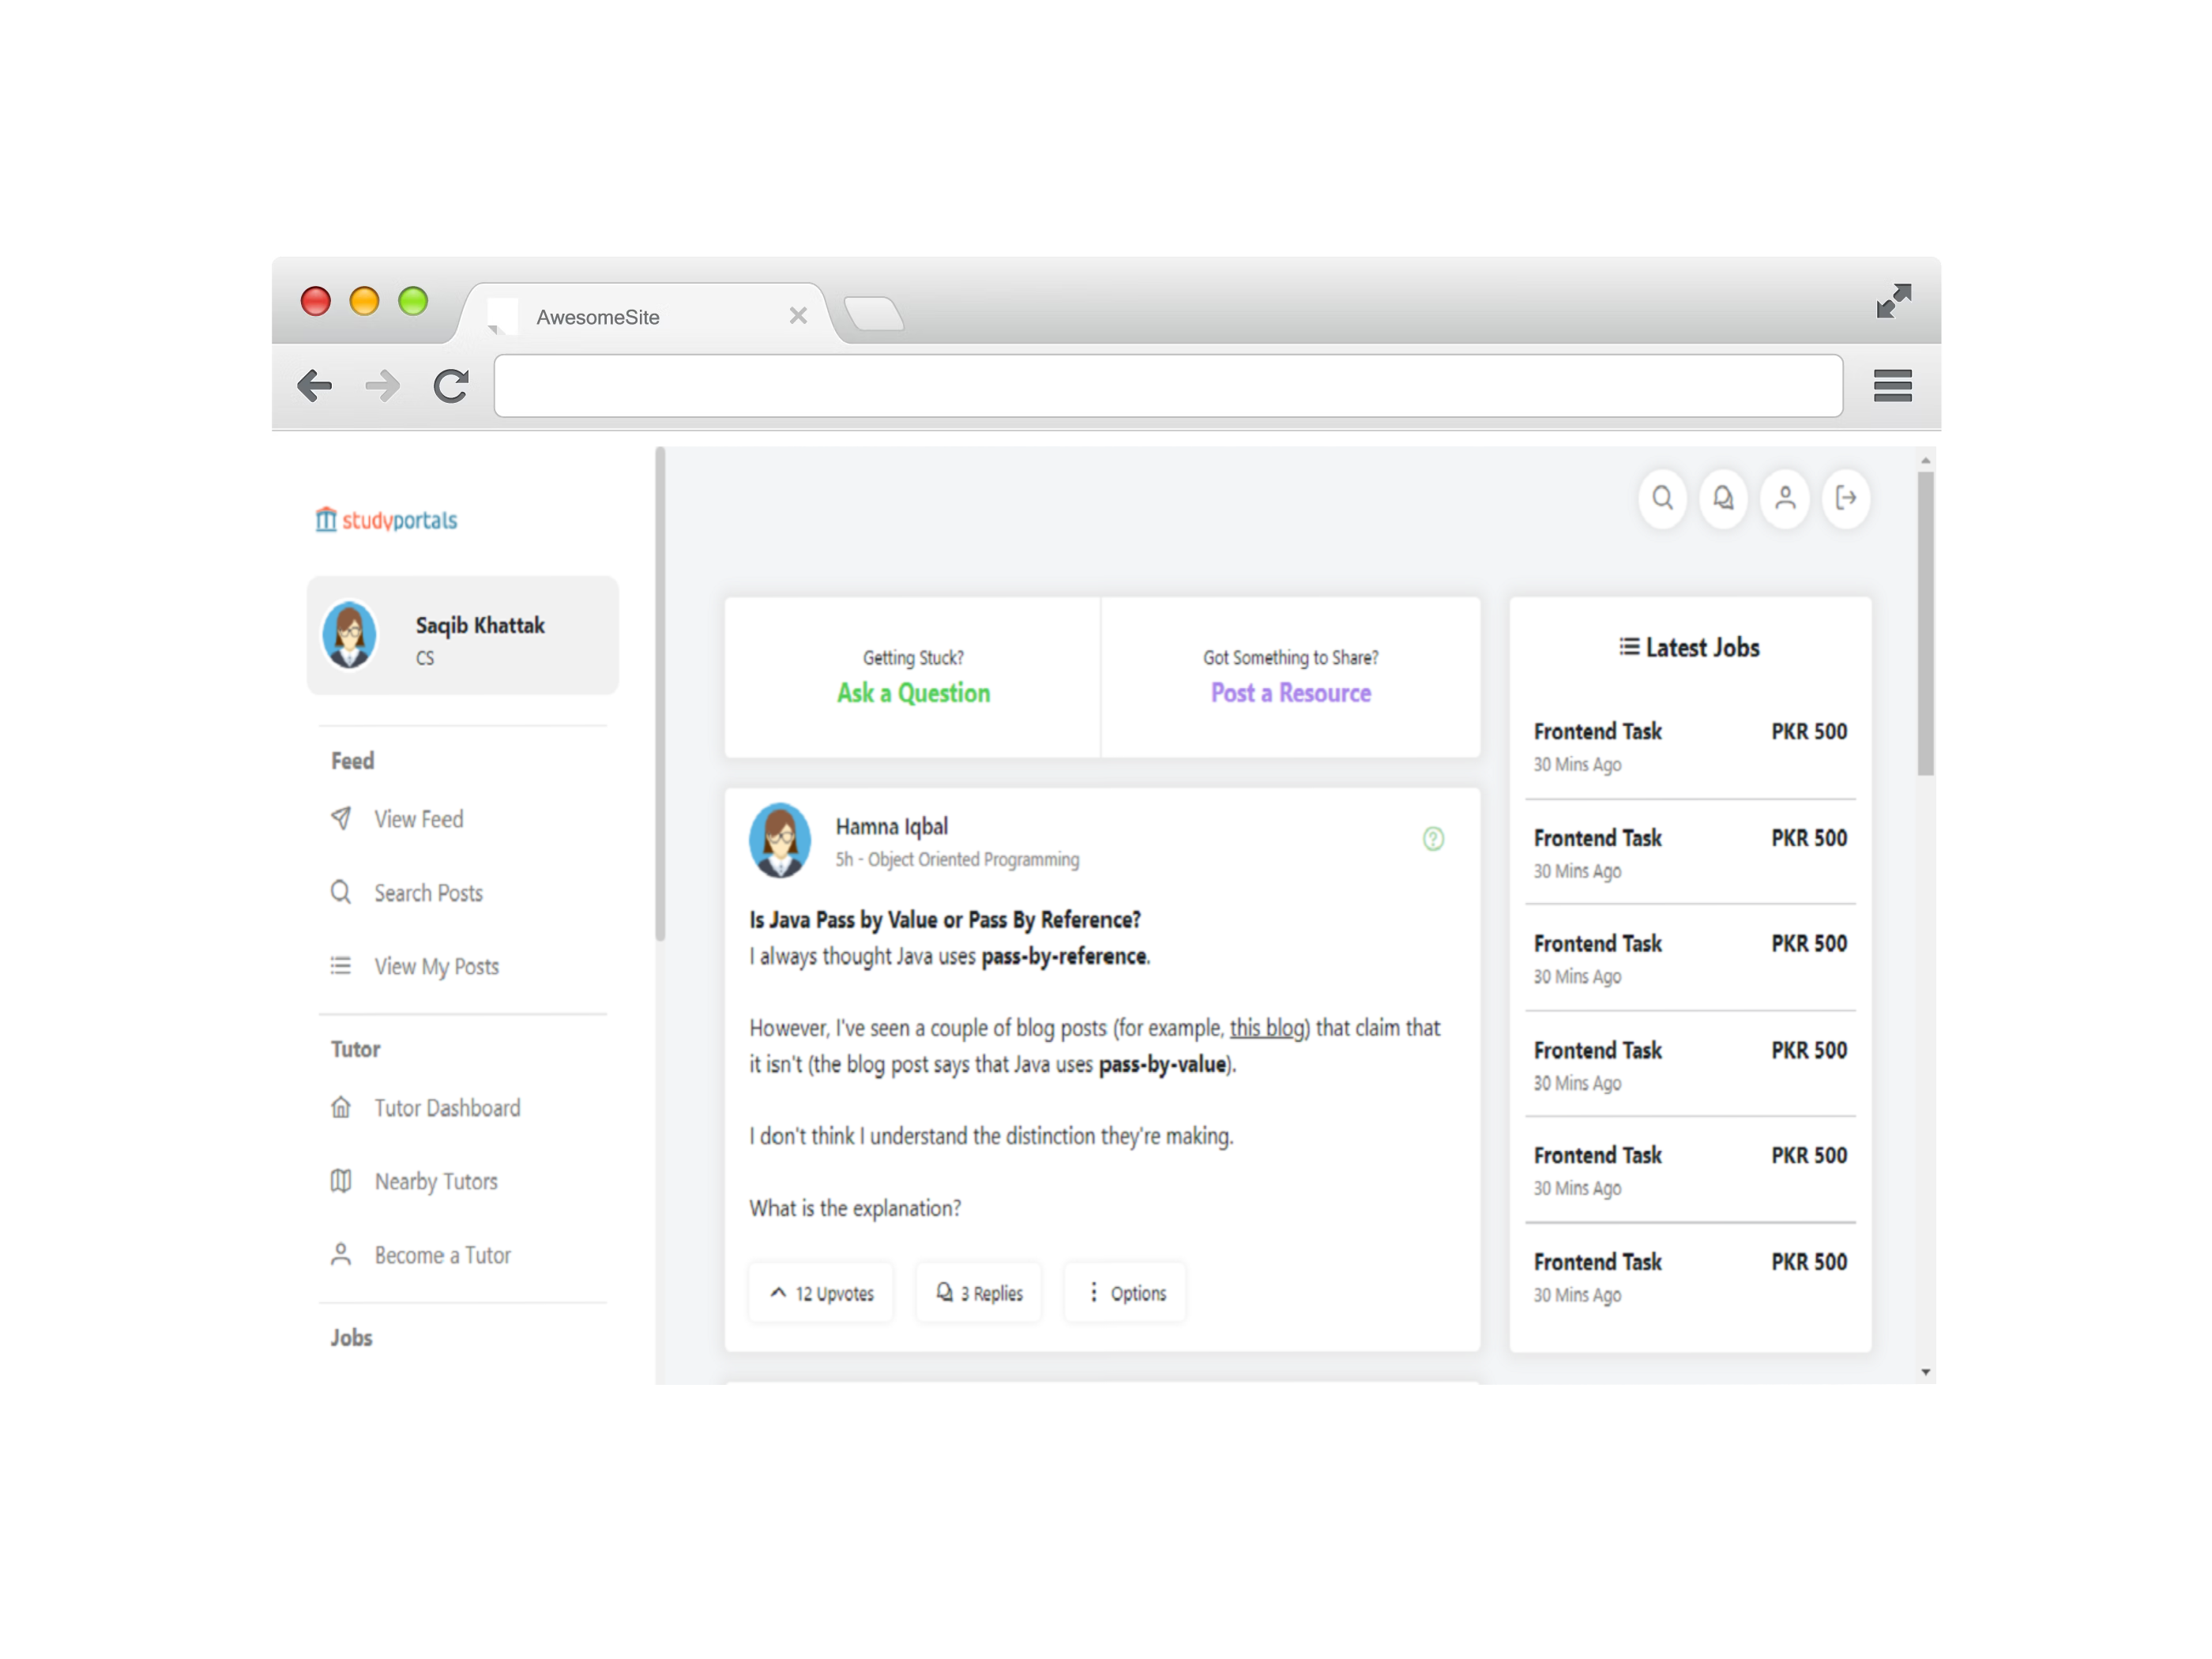 AwesomeSite
studyportals
Saqib Khattak
CS
Feed
View Feed
Search Posts
View My Posts
Tutor
Tutor Dashboard
Nearby Tutors
Become a Tutor
Jobs
Getting Stuck?
Ask a Question
Got Something to Share?
Post a Resource
Hamna Iqbal
5h - Object Oriented Programming
Is Java Pass by Value or Pass By Reference?
I always thought Java uses pass-by-reference.
However, I've seen a couple of blog posts (for example, this blog) that claim that
it isn't (the blog post says that Java uses pass-by-value).
I don't think I understand the distinction they're making.
What is the explanation?
12 Upvotes
3 Replies
Options
Latest Jobs
Frontend Task PKR 500
30 Mins Ago
Frontend Task PKR 500
30 Mins Ago
Frontend Task PKR 500
30 Mins Ago
Frontend Task PKR 500
30 Mins Ago
Frontend Task PKR 500
30 Mins Ago
Frontend Task PKR 500
30 Mins Ago